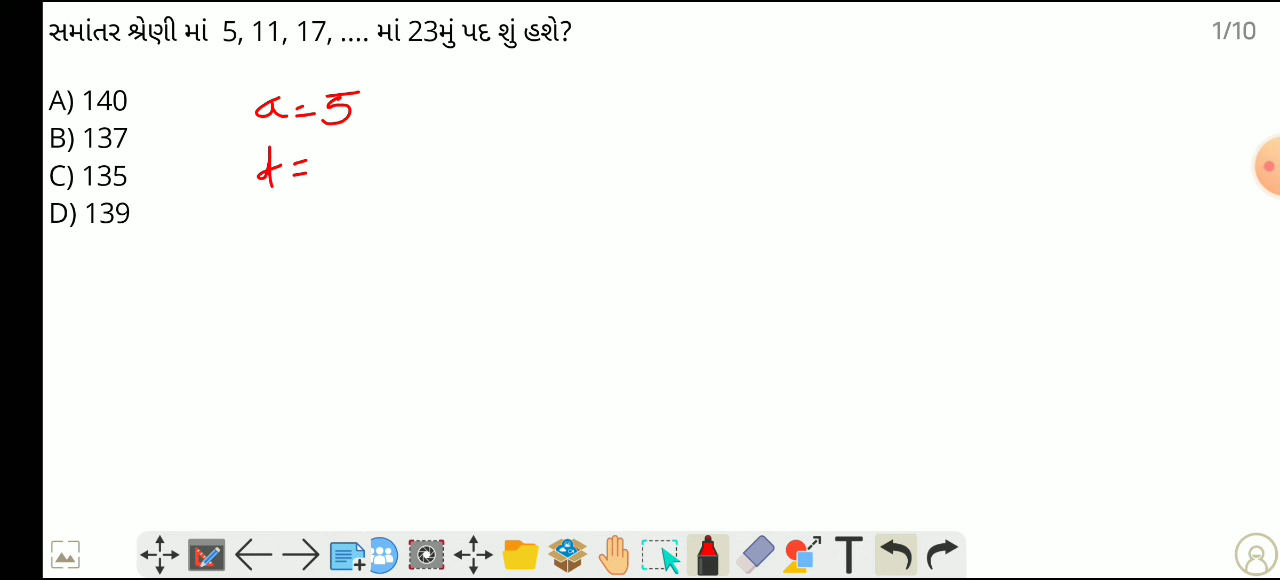 સમાંતર શ્રેણી માં 5, 11, 17, .... માં 23મું પદ શું હશે?
1/10
A) 140
B) 137
C) 135
D) 139
a = 5
d =
T